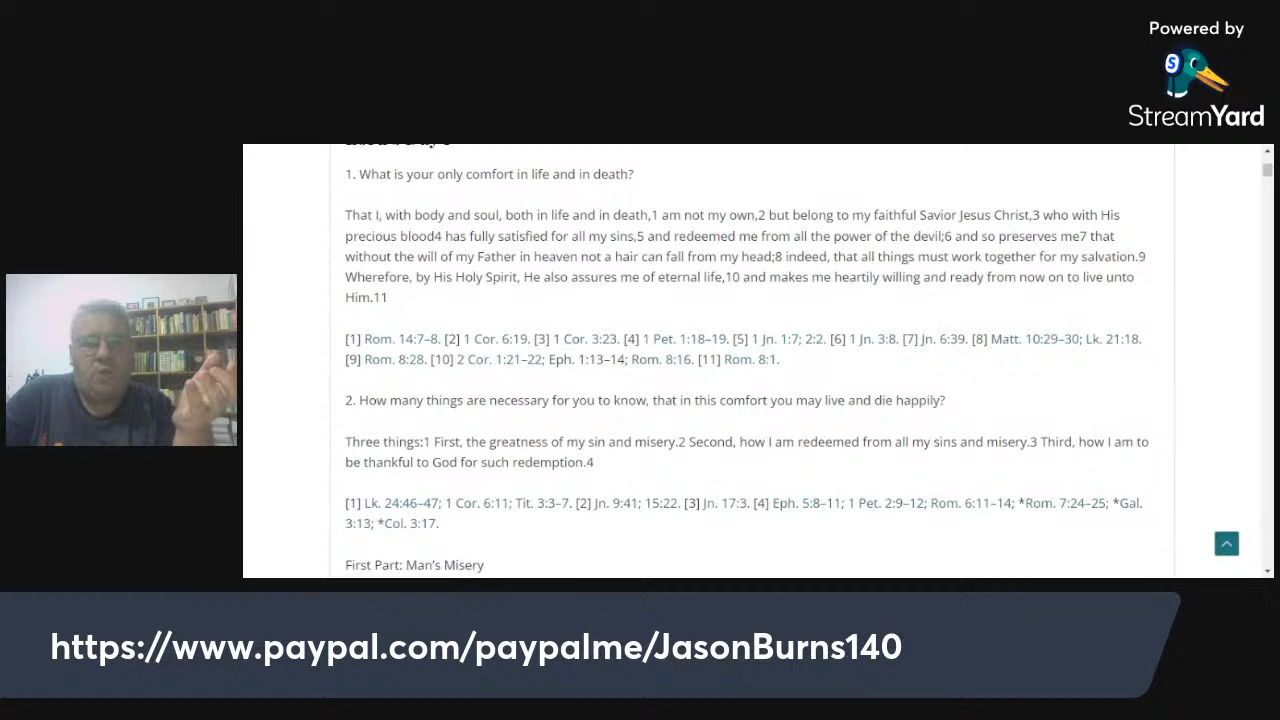 Powered by
S
StreamYard
1. What is your only comfort in life and in death?
That I, with body and soul, both in life and in death,1 am not my own,2 but belong to my faithful Savior Jesus Christ,3 who with His
precious blood4 has fully satisfied for all my sins,5 and redeemed me from all the power of the devil;6 and so preserves me7 that
without the will of my Father in heaven not a hair can fall from my head;8 indeed, that all things must work together for my salvation.9
Wherefore, by His Holy Spirit, He also assures me of eternal life,10 and makes me heartily willing and ready from now on to live unto
Him.11
[1] Rom. 14:7–8. [2] 1 Cor. 6:19. [3] 1 Cor. 3:23. [4] 1 Pet. 1:18–19. [5] 1 Jn. 1:7; 2:2. [6] 1 Jn. 3:8. [7] Jn. 6:39. [8] Matt. 10:29–30; Lk. 21:18.
[9] Rom. 8:28. [10] 2 Cor. 1:21–22; Eph. 1:13–14; Rom. 8:16. [11] Rom. 8:1.
2. How many things are necessary for you to know, that in this comfort you may live and die happily?
Three things:1 First, the greatness of my sin and misery.2 Second, how I am redeemed from all my sins and misery.3 Third, how I am to
be thankful to God for such redemption.4
[1] Lk. 24:46–47; 1 Cor. 6:11; Tit. 3:3–7. [2] Jn. 9:41; 15:22. [3] Jn. 17:3. [4] Eph. 5:8–11; 1 Pet. 2:9–12; Rom. 6:11–14; *Rom. 7:24–25; *Gal.
3:13; *Col. 3:17.
First Part: Man’s Misery
https://www.paypal.com/paypalme/JasonBurns140